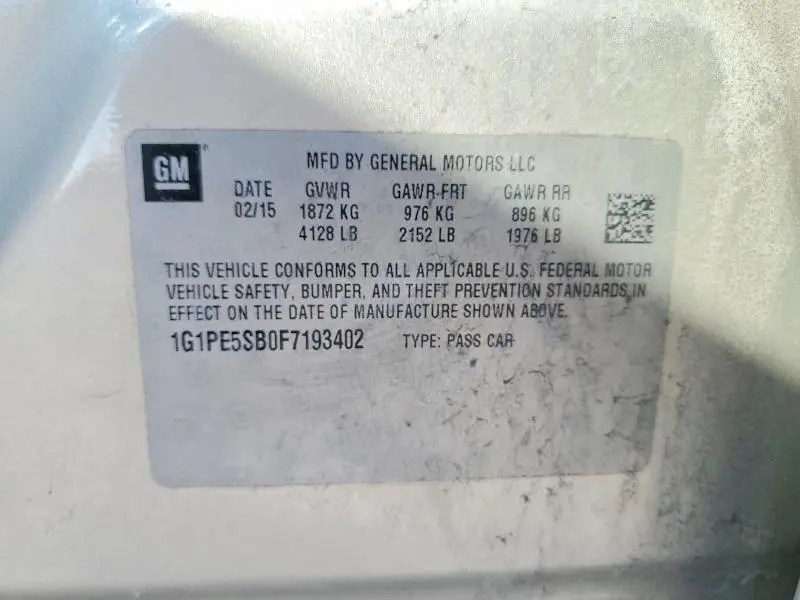 GM
MFD BY GENERAL MOTORS LLC
DATE GVWR GAWR-FRT GAWR RR
02/15 1872 KG 976 KG 896 KG
4128 LB 2152 LB 1976 LB
THIS VEHICLE CONFORMS TO ALL APPLICABLE U.S. FEDERAL MOTOR
VEHICLE SAFETY, BUMPER, AND THEFT PREVENTION STANDARDS IN
EFFECT ON THE DATE OF MANUFACTURE SHOWN ABOVE.
1G1PE5SB0F7193402 TYPE: PASS CAR